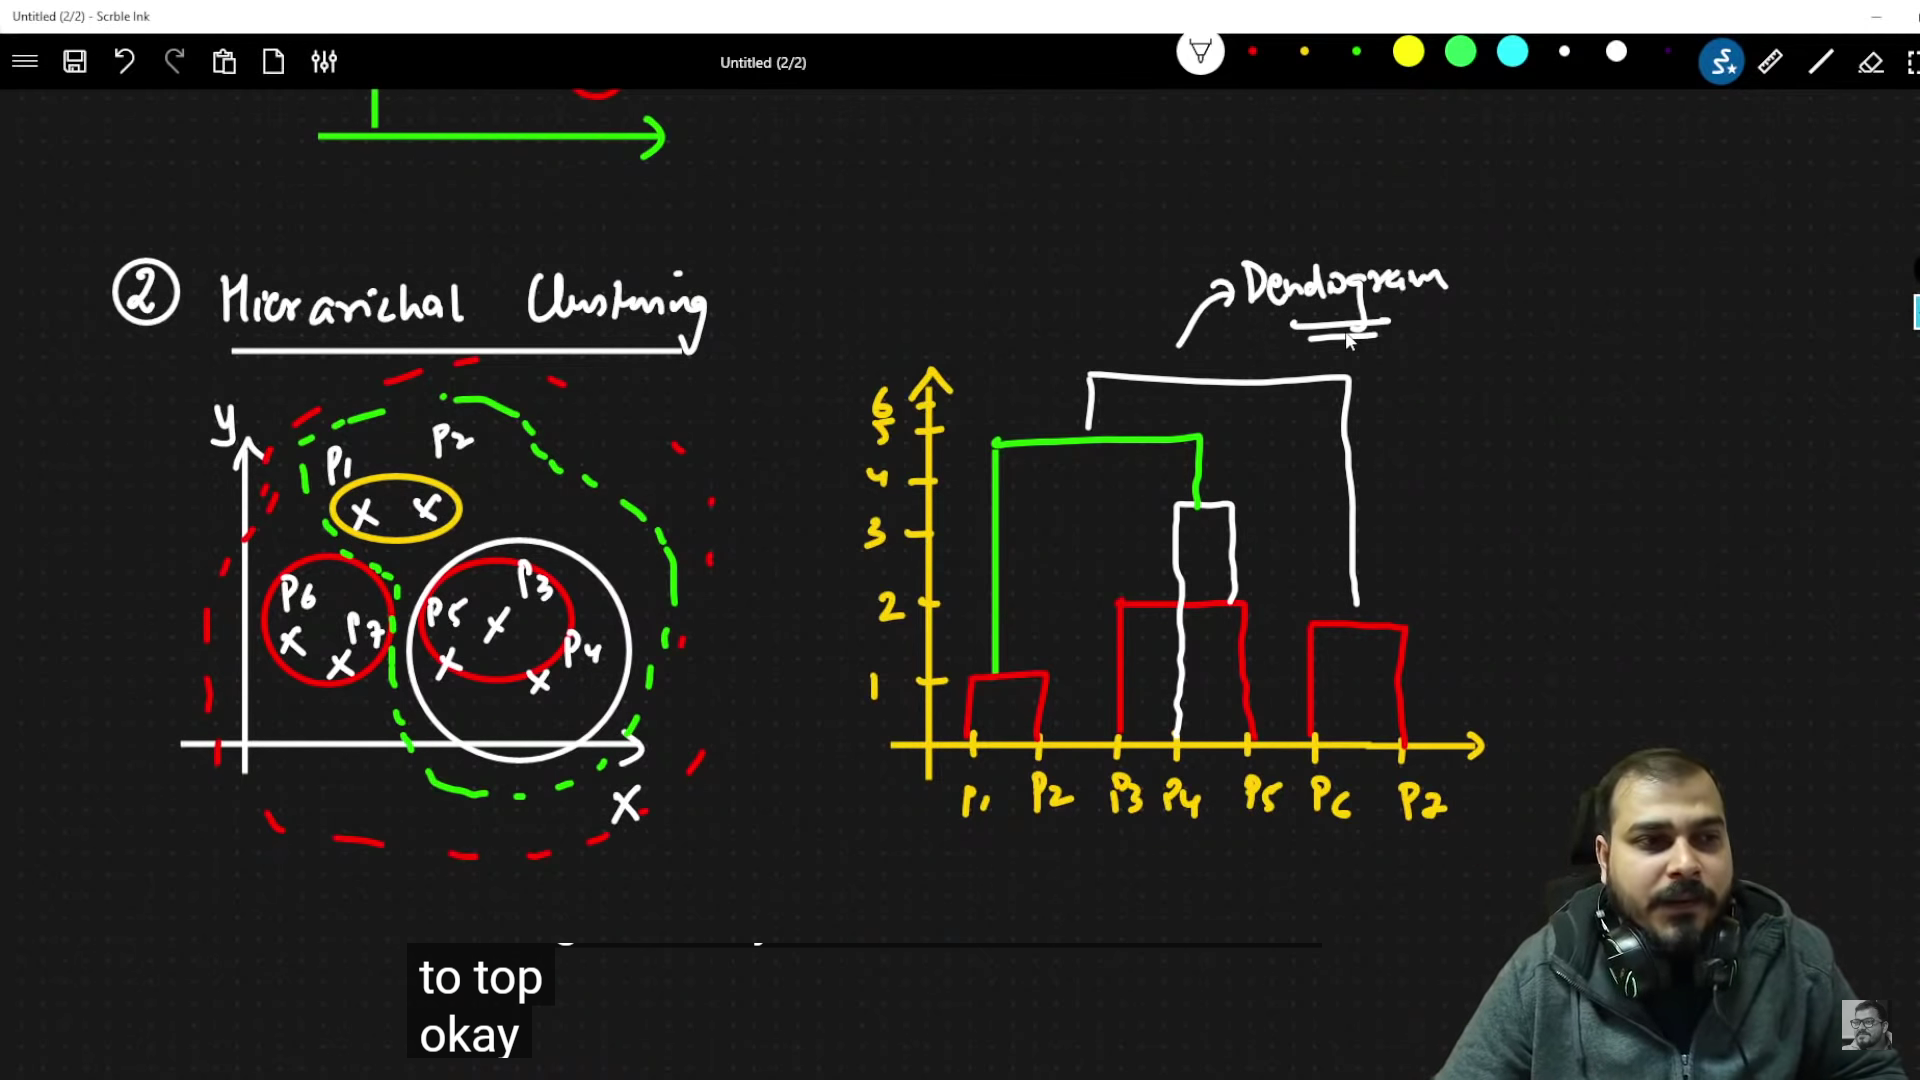 Untitled (2/2) - Scrble Ink
Untitled (2/2)
② Hierarichal Clustering
Dendogram
y
P1
P2
P6
P7
P5
P3
P4
X
6
5
4
3
2
1
P1 P2 P3 P4 P5 P6 P7
to top
okay